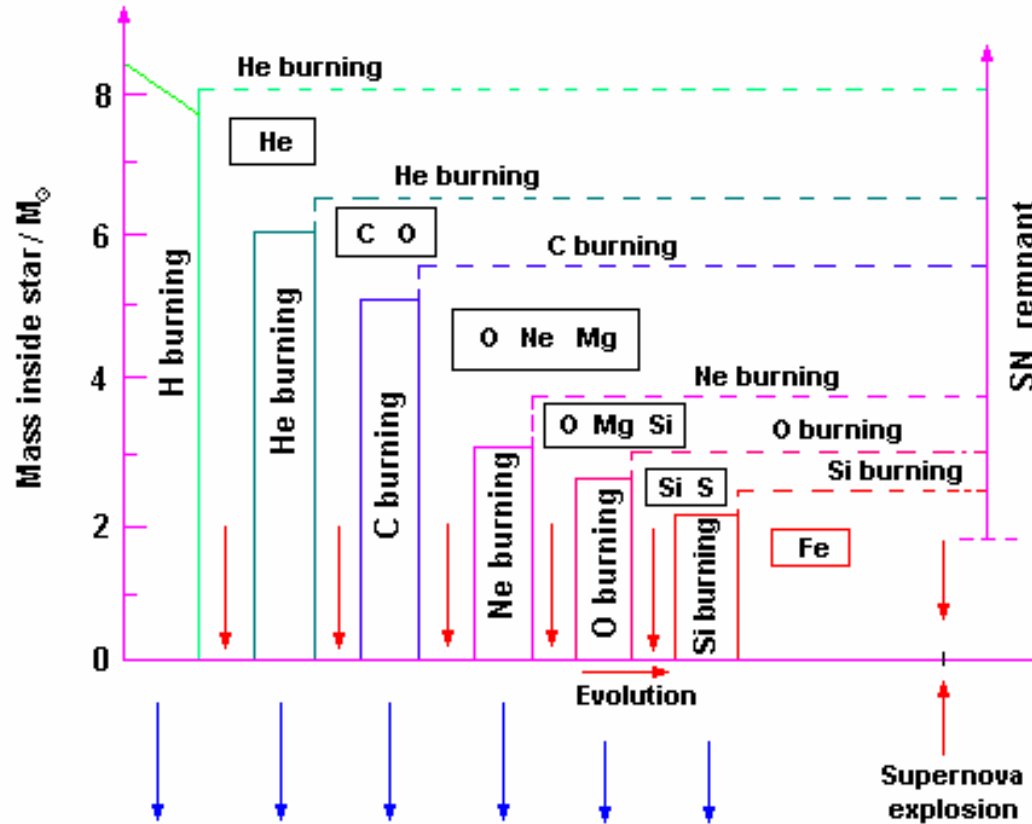 He burning
8
He
He burning
6
C O
C burning
O Ne Mg
4
Ne burning
O Mg Si
O burning
Si burning
Si S
2
Fe
0
Mass inside star / M☉
H burning
He burning
C burning
Ne burning
O burning
Si burning
SN remnant
Evolution
Supernova
explosion